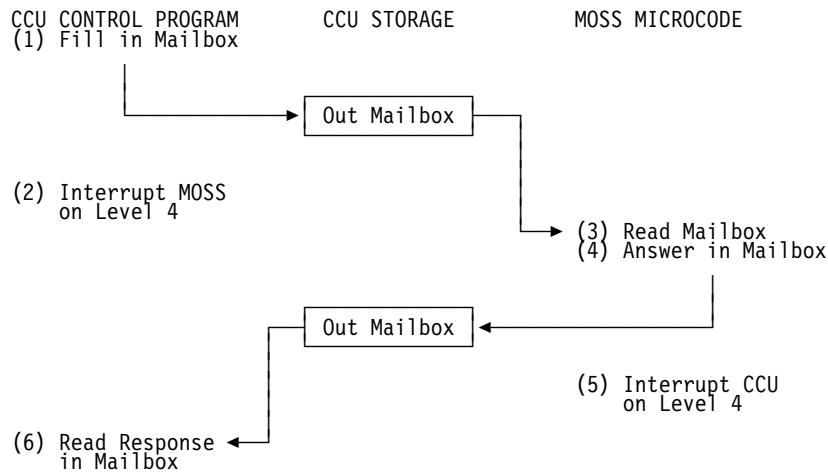 CCU CONTROL PROGRAM CCU STORAGE MOSS MICROCODE
(1) Fill in Mailbox
Out Mailbox
(2) Interrupt MOSS
on Level 4
(3) Read Mailbox
(4) Answer in Mailbox
Out Mailbox
(5) Interrupt CCU
on Level 4
(6) Read Response
in Mailbox